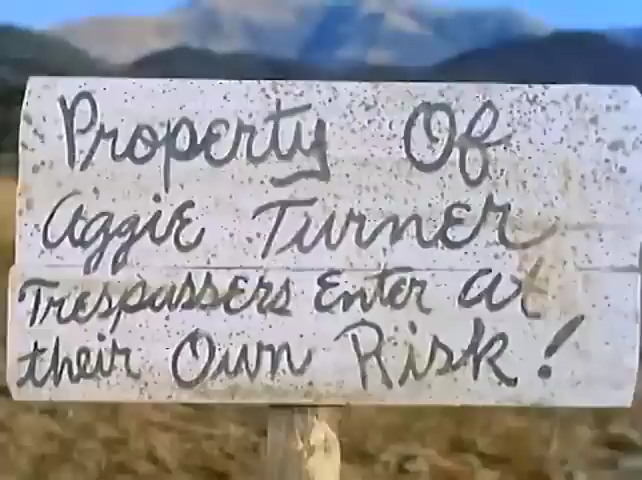 Property Of
Aggie Turner
Trespassers Enter at
their Own Risk!